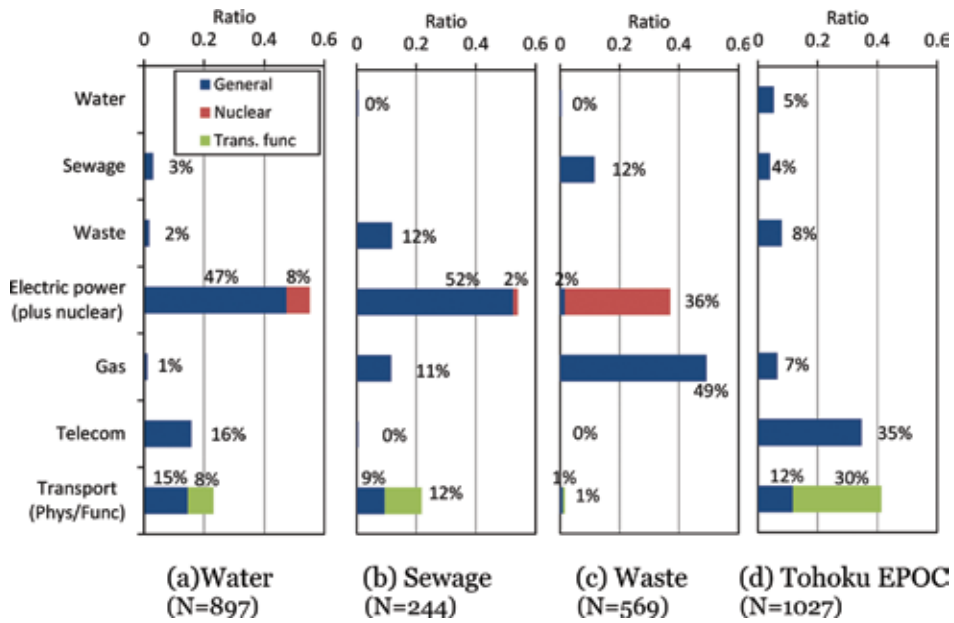 Ratio Ratio Ratio Ratio
0 0.2 0.4 0.6 0 0.2 0.4 0.6 0 0.2 0.4 0.6 0 0.2 0.4 0.6
General
Nuclear
Trans. func
Water 0% 0% 5%
Sewage 3% 12% 4%
Waste 2% 12% 8%
47% 8% 52% 2% 2%
Electric power 36%
(plus nuclear)
Gas 1% 11% 49% 7%
Telecom 16% 0% 0% 35%
15% 8% 9% 12% 1% 1% 12% 30%
Transport
(Phys/Func)
(a)Water (b) Sewage (c) Waste (d) Tohoku EPOC
(N=897) (N=244) (N=569) (N=1027)